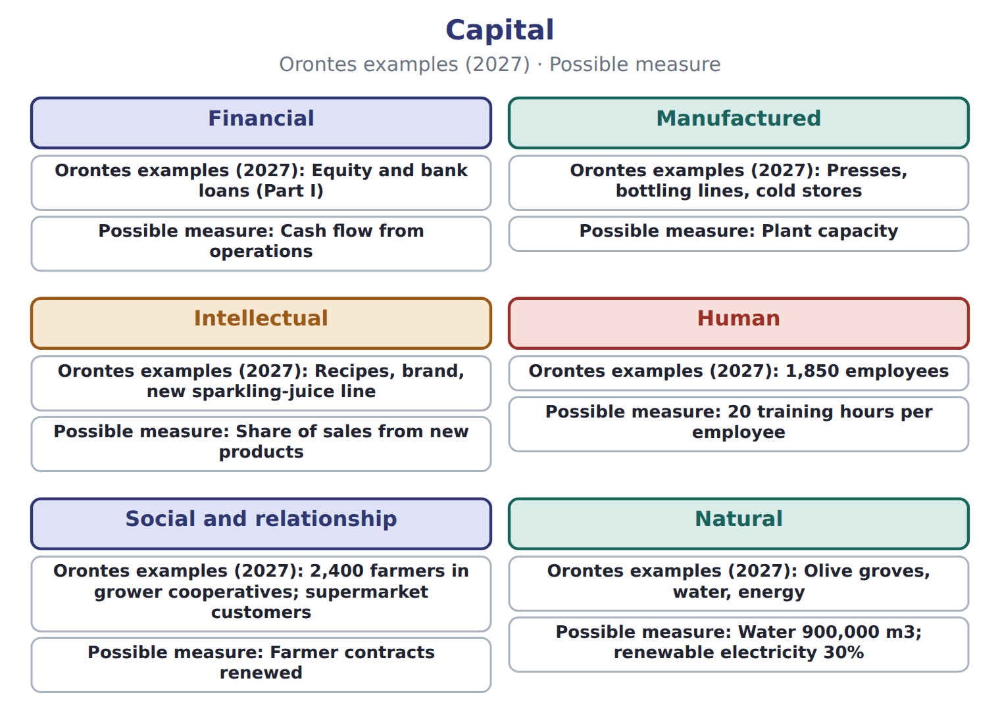 Capital
Orontes examples (2027) · Possible measure
Financial
Orontes examples (2027): Equity and bank
loans (Part I)
Possible measure: Cash flow from
operations
Manufactured
Orontes examples (2027): Presses,
bottling lines, cold stores
Possible measure: Plant capacity
Intellectual
Orontes examples (2027): Recipes, brand,
new sparkling-juice line
Possible measure: Share of sales from new
products
Human
Orontes examples (2027): 1,850 employees
Possible measure: 20 training hours per
employee
Social and relationship
Orontes examples (2027): 2,400 farmers in
grower cooperatives; supermarket
customers
Possible measure: Farmer contracts
renewed
Natural
Orontes examples (2027): Olive groves,
water, energy
Possible measure: Water 900,000 m3;
renewable electricity 30%